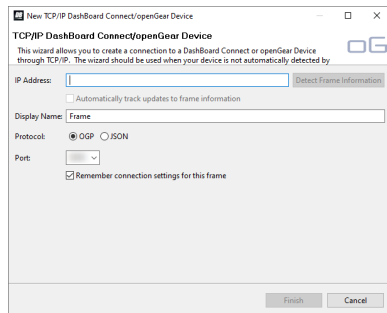 New TCP/IP DashBoard Connect/openGear Device
TCP/IP DashBoard Connect/openGear Device
This wizard allows you to create a connection to a DashBoard Connect or openGear Device
through TCP/IP. The wizard should be used when your device is not automatically detected by
oG
IP Address:
Detect Frame Information
Automatically track updates to frame information
Display Name: Frame
Protocol: OGP JSON
Port:
Remember connection settings for this frame
Finish Cancel